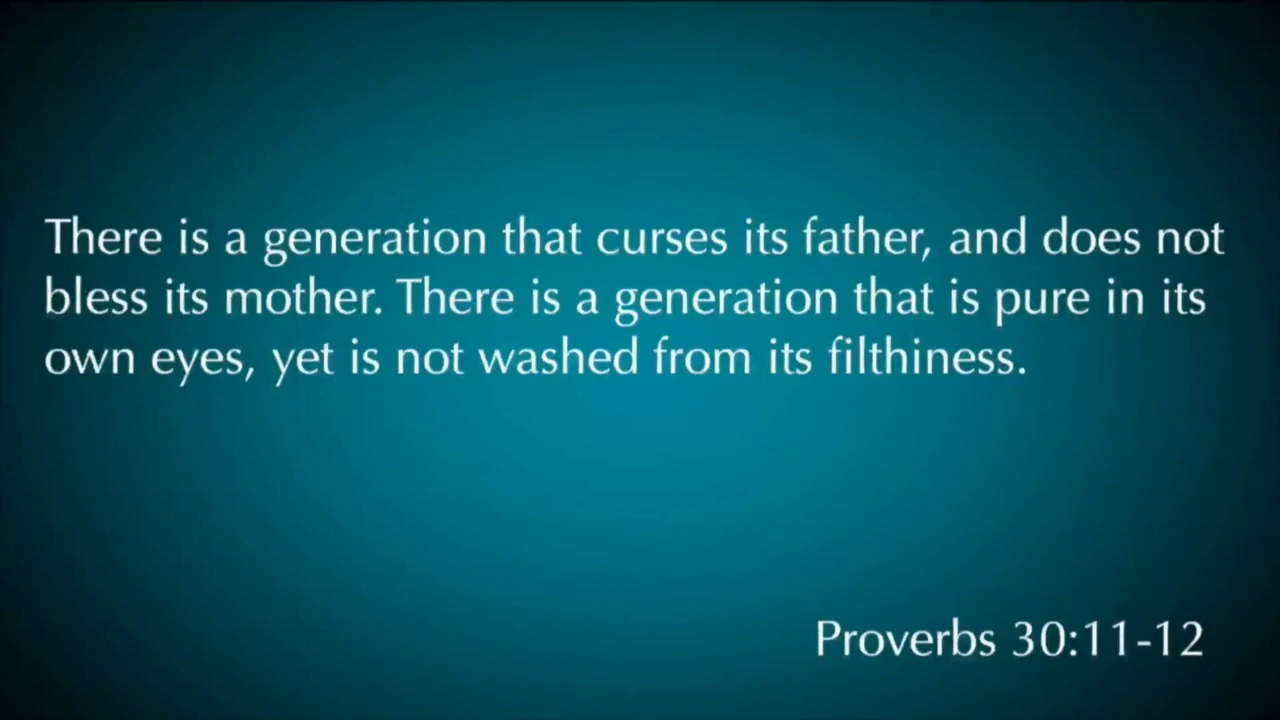 There is a generation that curses its father, and does not
bless its mother. There is a generation that is pure in its
own eyes, yet is not washed from its filthiness.
Proverbs 30:11-12